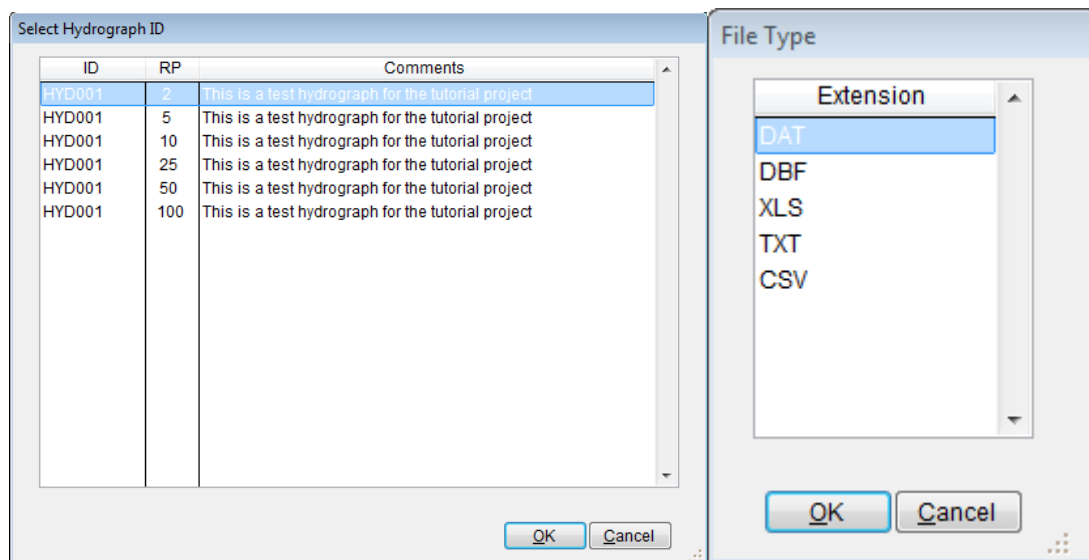 Select Hydrograph ID
ID RP Comments
HYD001 2 This is a test hydrograph for the tutorial project
HYD001 5 This is a test hydrograph for the tutorial project
HYD001 10 This is a test hydrograph for the tutorial project
HYD001 25 This is a test hydrograph for the tutorial project
HYD001 50 This is a test hydrograph for the tutorial project
HYD001 100 This is a test hydrograph for the tutorial project
OK Cancel
File Type
Extension
DAT
DBF
XLS
TXT
CSV
OK Cancel